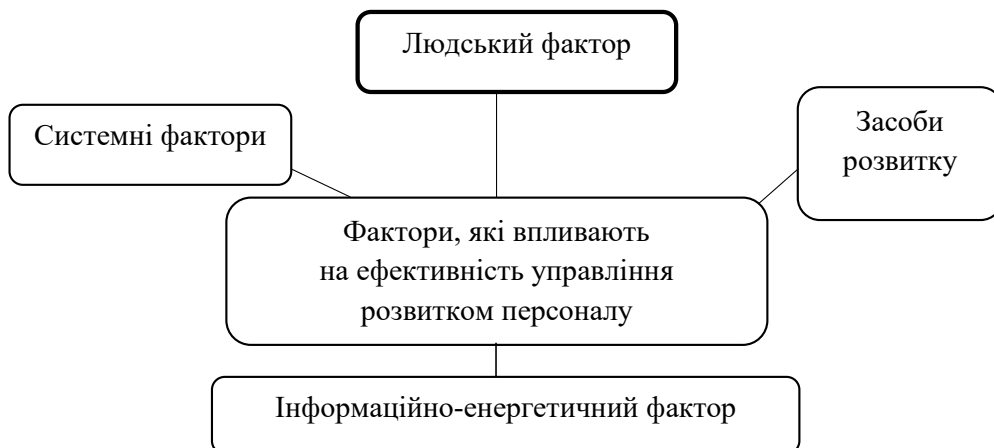 Людський фактор
Системні фактори
Засоби
розвитку
Фактори, які впливають
на ефективність управління
розвитком персоналу
Інформаційно-енергетичний фактор